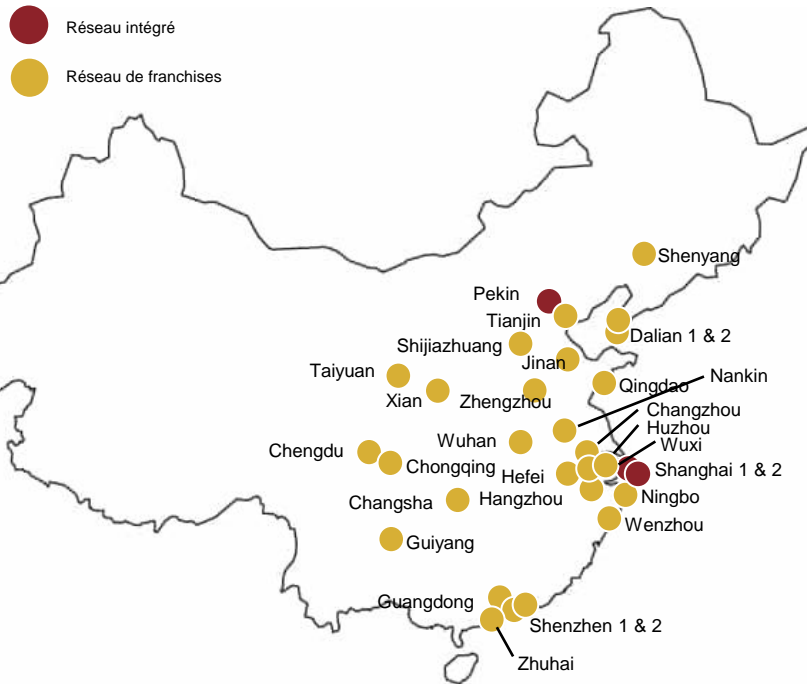 Réseau intégré
Réseau de franchises
Shenyang
Pekin
Tianjin
Dalian 1 & 2
Shijiazhuang
Jinan
Taiyuan
Qingdao
Nankin
Xian
Zhengzhou
Changzhou
Huzhou
Wuhan
Wuxi
Chengdu
Chongqing
Hefei
Shanghai 1 & 2
Changsha
Hangzhou
Ningbo
Wenzhou
Guiyang
Guangdong
Shenzhen 1 & 2
Zhuhai